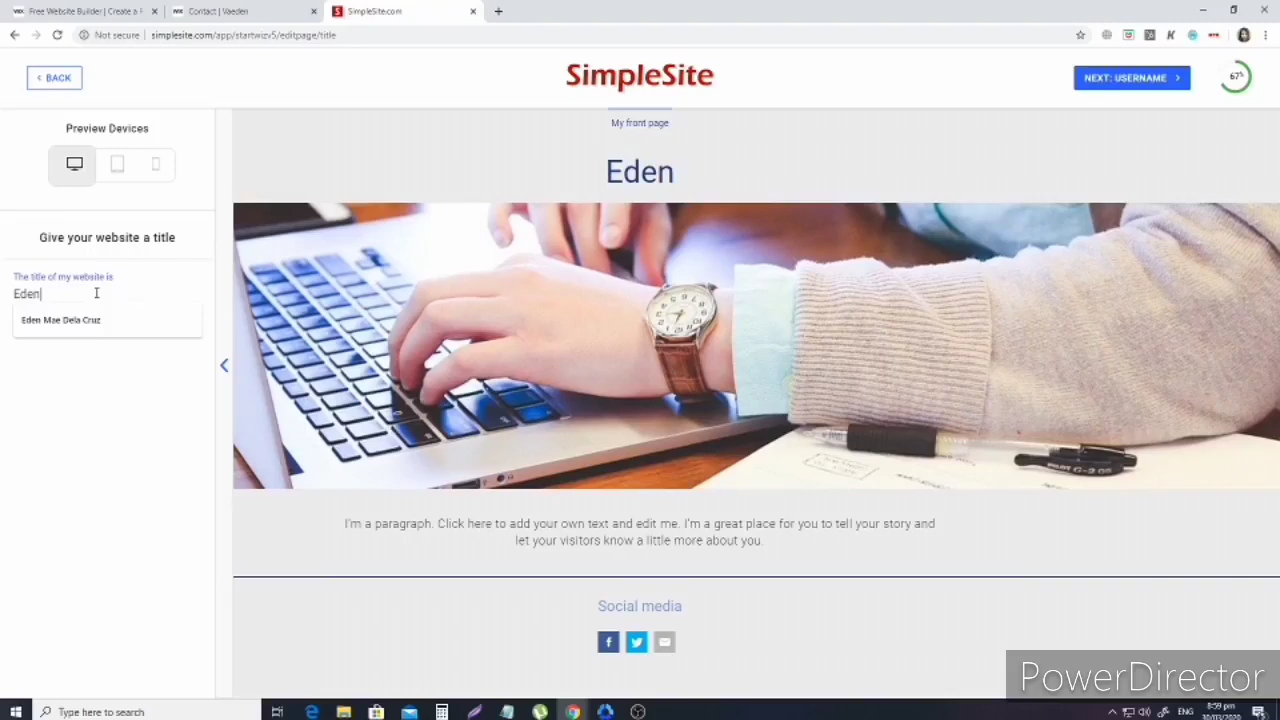 Free Website Builder | Create a F
Contact | Vaeden
SimpleSite.com
Not secure
simplesite.com/app/startwizv5/editpage/title
BACK
SimpleSite
NEXT: USERNAME
67%
Preview Devices
My front page
Eden
Give your website a title
The title of my website is
Eden
Eden Mae Dela Cruz
I'm a paragraph. Click here to add your own text and edit me. I'm a great place for you to tell your story and
let your visitors know a little more about you.
Social media
PowerDirector
Type here to search
ENG
8:59 pm